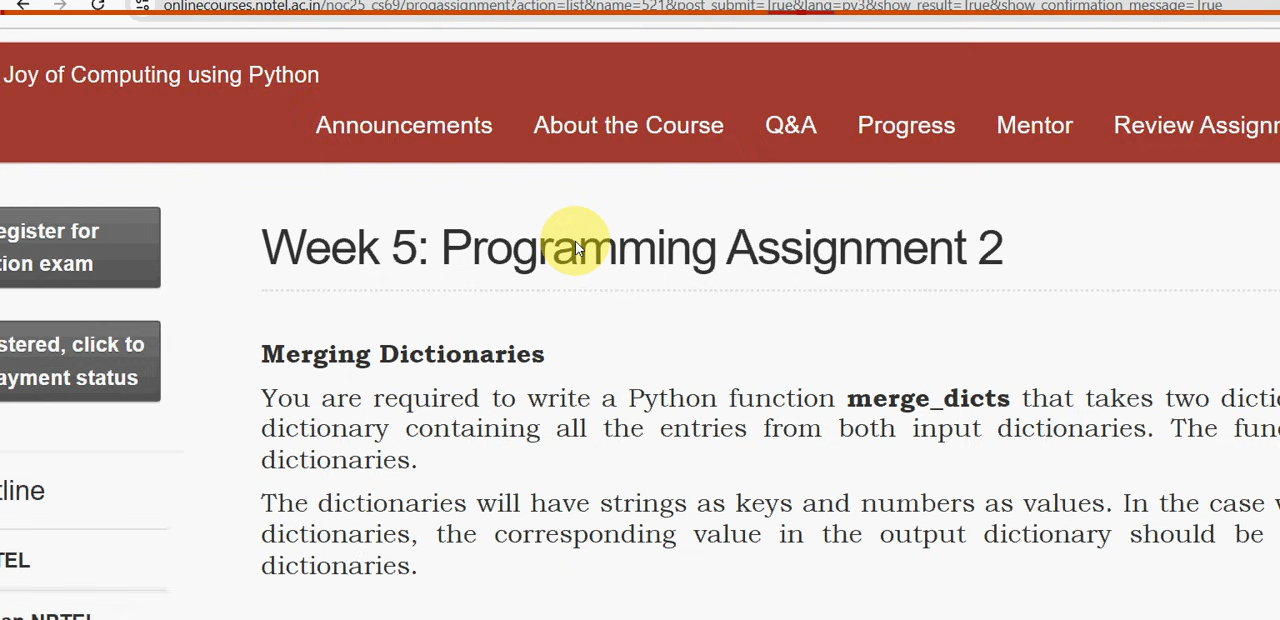 onlinecourses.nptel.ac.in/noc25_cs69/progassignment?action=list&name=521&post_submit=True&lang=py3&show_result=True&show_confirmation_message=True
Joy of Computing using Python
Announcements About the Course Q&A Progress Mentor Review Assignm
egister for
tion exam
Week 5: Programming Assignment 2
stered, click to
ayment status
Merging Dictionaries
You are required to write a Python function merge_dicts that takes two dictio
dictionary containing all the entries from both input dictionaries. The func
dictionaries.
tline
The dictionaries will have strings as keys and numbers as values. In the case w
dictionaries, the corresponding value in the output dictionary should be
dictionaries.
TEL
an NPTEL